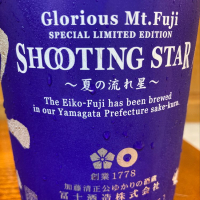 Glorious Mt.Fuji
SPECIAL LIMITED EDITION
SHOOTING STAR
～夏の流れ星～
The Eiko-Fuji has been brewed
in our Yamagata Prefecture sake-kura.
創業1778
加藤清正公ゆかりの酒蔵
冨士酒造株式会社